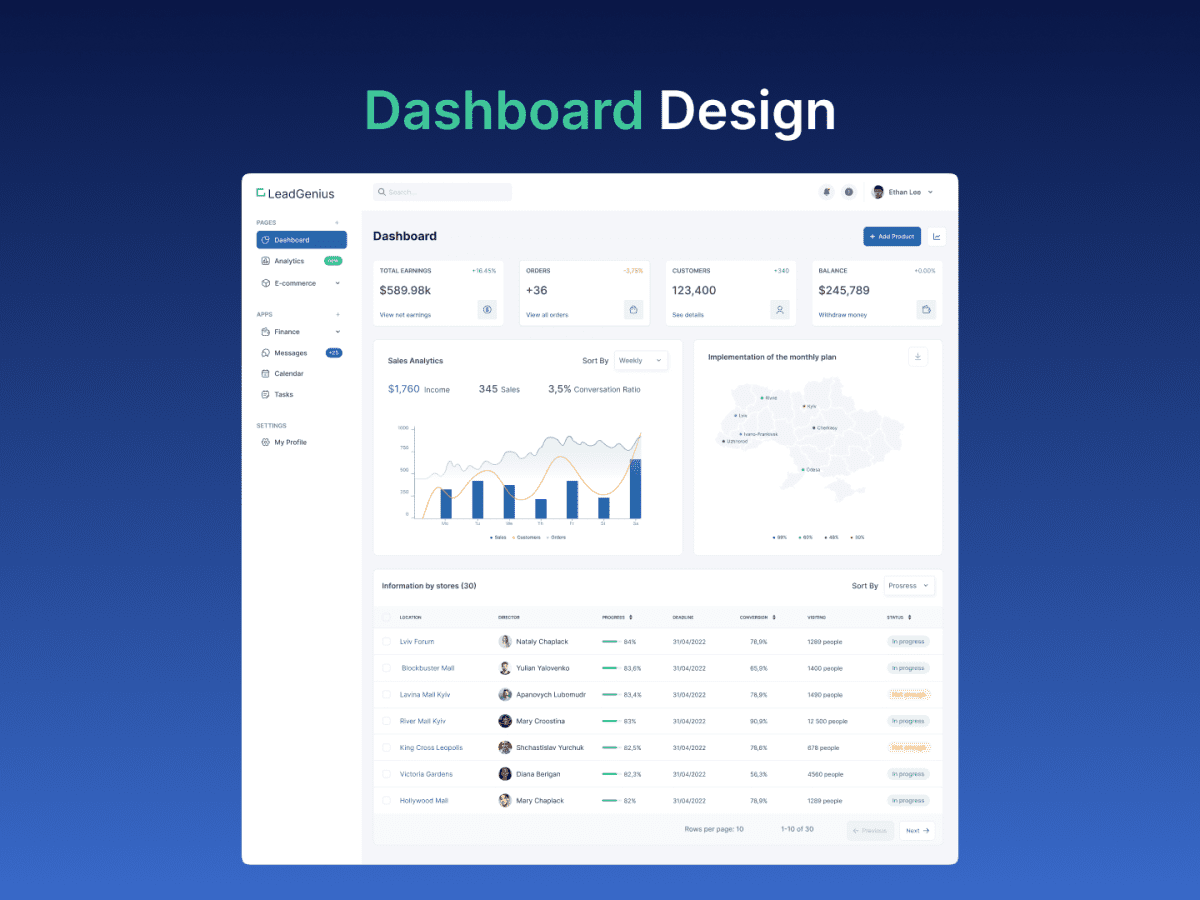 Dashboard Design
LeadGenius
Search...
Ethan Lee
PAGES +
Dashboard
Analytics new
E-commerce
APPS +
Finance
Messages +25
Calendar
Tasks
SETTINGS
My Profile
Dashboard
+ Add Product
TOTAL EARNINGS +16.45%
$589.98k
View net earnings
ORDERS -3,75%
+36
View all orders
CUSTOMERS +340
123,400
See details
BALANCE +0.00%
$245,789
Withdraw money
Sales Analytics
Sort By Weekly
$1,760 Income 345 Sales 3,5% Conversation Ratio
1000
750
500
0
Mo Tu We Th Fr St Su
Sales Customers Orders
Implementation of the monthly plan
Rivne
Kyiv
Lviv
Cherkasy
Ivano-Frankivsk
Uzhhorod
Odesa
Information by stores (30)
Sort By Progress
LOCATION DIRECTOR PROGRESS DEADLINE CONVERSION VISITING STATUS
Lviv Forum Nataly Chaplack 84% 31/04/2022 78,9% 1289 people In progress
Blockbuster Mall Yulian Yalovenko 83,6% 31/04/2022 65,9% 1400 people In progress
Lavina Mall Kyiv Apanovych Lubomudr 83,4% 31/04/2022 78,9% 1490 people Not enough
River Mall Kyiv Mary Croostina 83% 31/04/2022 90,9% 12 500 people In progress
King Cross Leopolis Shchastislav Yurchuk 82,5% 31/04/2022 76,6% 678 people Not enough
Victoria Gardens Diana Berigan 82,3% 31/04/2022 56,3% 4560 people In progress
Hollywood Mall Mary Chaplack 82% 31/04/2022 78,9% 1289 people In progress
Rows per page: 10 1-10 of 30 ← Previous Next →